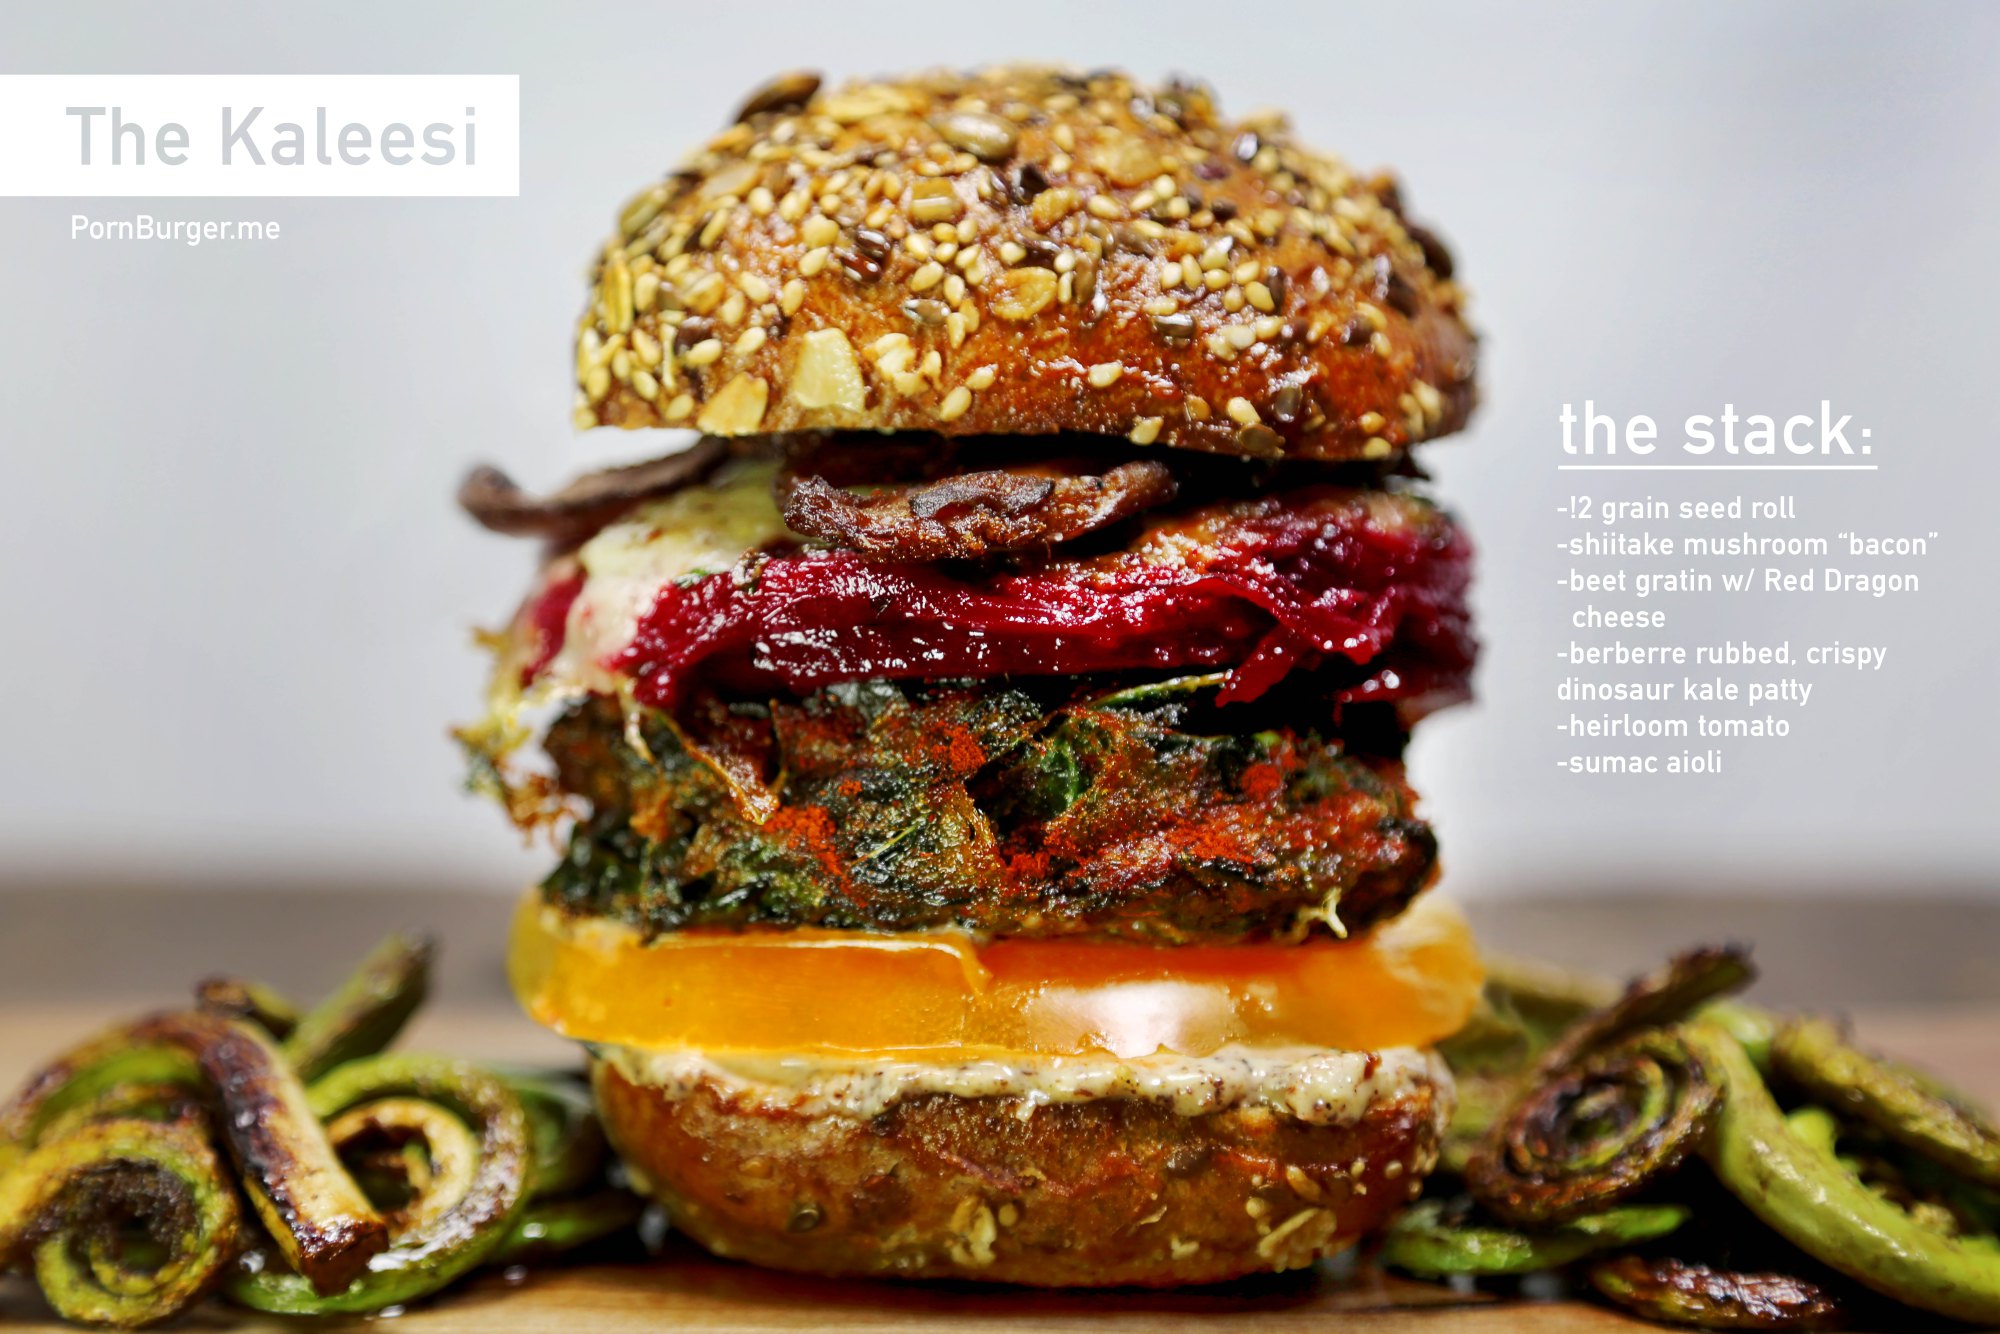 The Kaleesi
PornBurger.me
the stack:
-!2 grain seed roll
-shiitake mushroom “bacon”
-beet gratin w/ Red Dragon
cheese
-berberre rubbed, crispy
dinosaur kale patty
-heirloom tomato
-sumac aioli